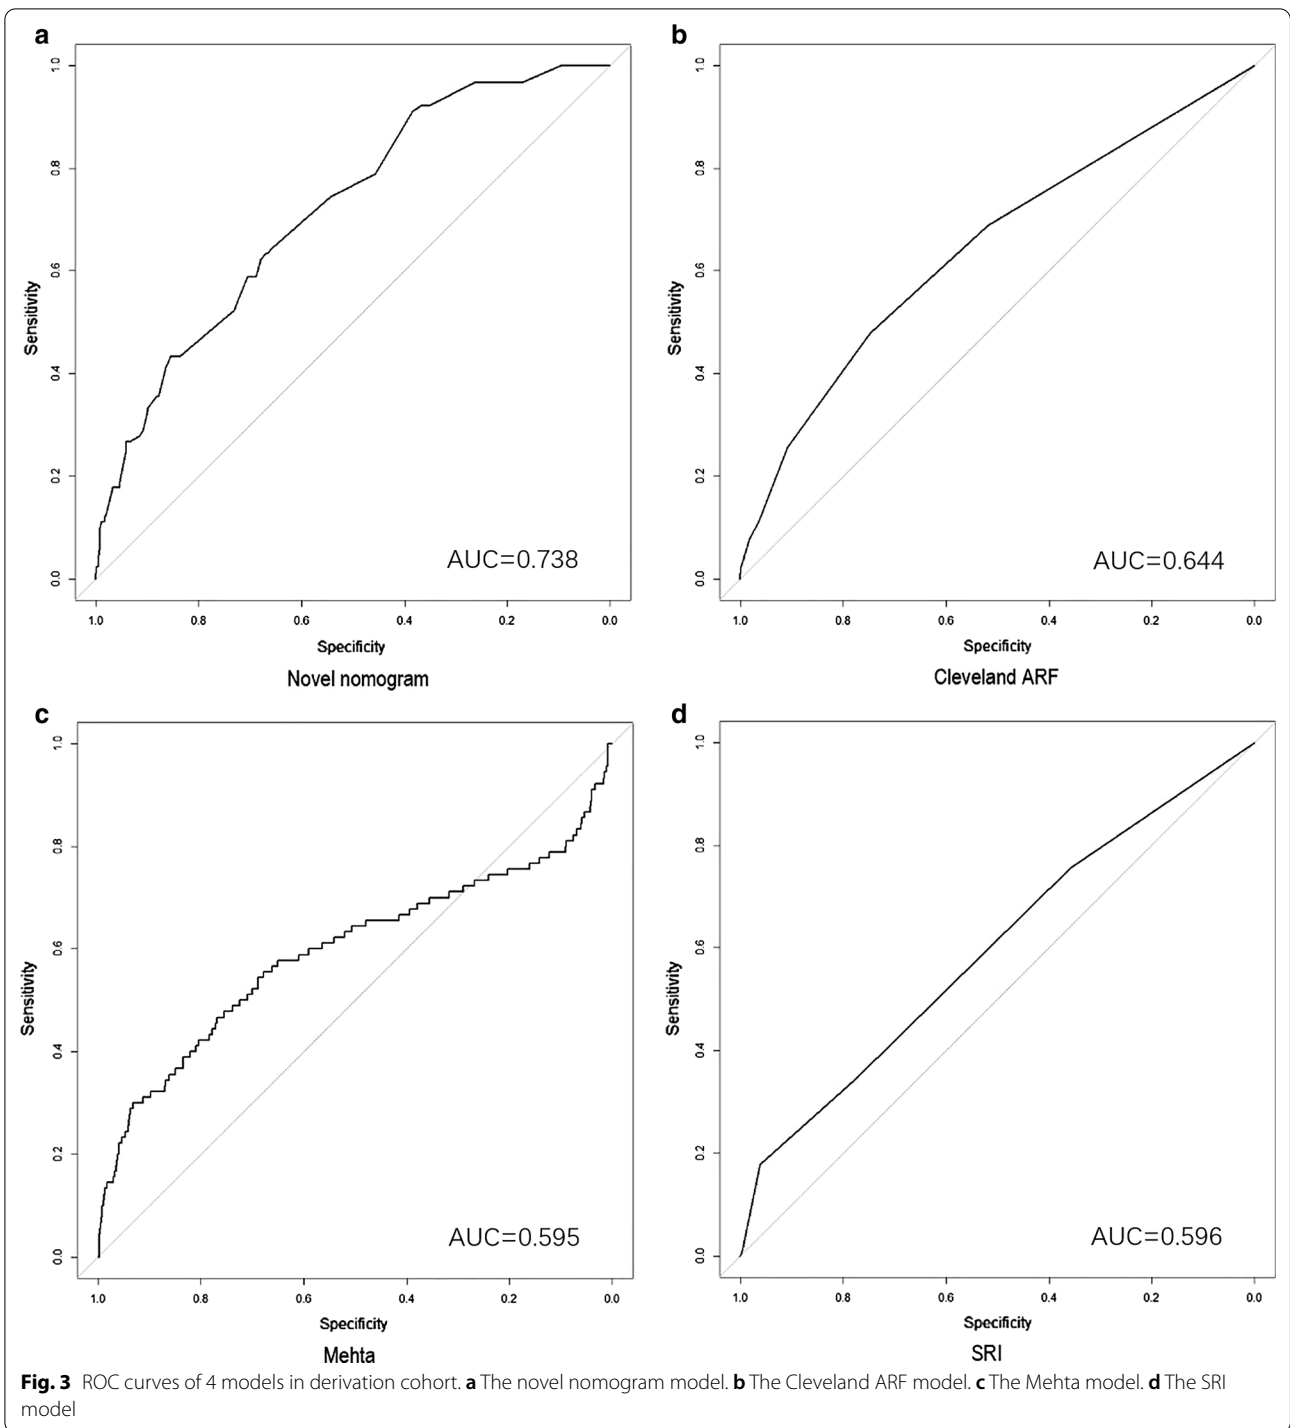 a
1.0
0.8
0.6
0.4
0.2
0.0
Sensitivity
AUC=0.738
1.0 0.8 0.6 0.4 0.2 0.0
Specificity
Novel nomogram
b
1.0
0.8
0.6
0.4
0.2
0.0
Sensitivity
AUC=0.644
1.0 0.8 0.6 0.4 0.2 0.0
Specificity
Cleveland ARF
c
1.0
0.8
0.6
0.4
0.2
0.0
Sensitivity
AUC=0.595
1.0 0.8 0.6 0.4 0.2 0.0
Specificity
Mehta
d
1.0
0.8
0.6
0.4
0.2
0.0
Sensitivity
AUC=0.596
1.0 0.8 0.6 0.4 0.2 0.0
Specificity
SRI
Fig. 3 ROC curves of 4 models in derivation cohort. a The novel nomogram model. b The Cleveland ARF model. c The Mehta model. d The SRI
model